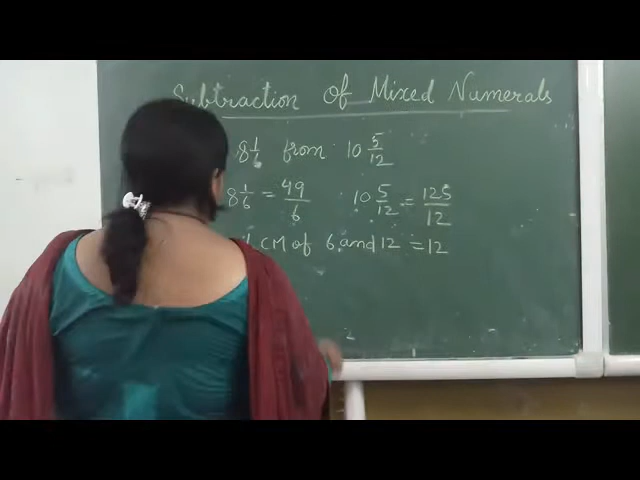 Subtraction of Mixed Numerals
8 1/6 from 10 5/12
8 1/6 = 49/6 10 5/12 = 125/12
LCM of 6 and 12 = 12